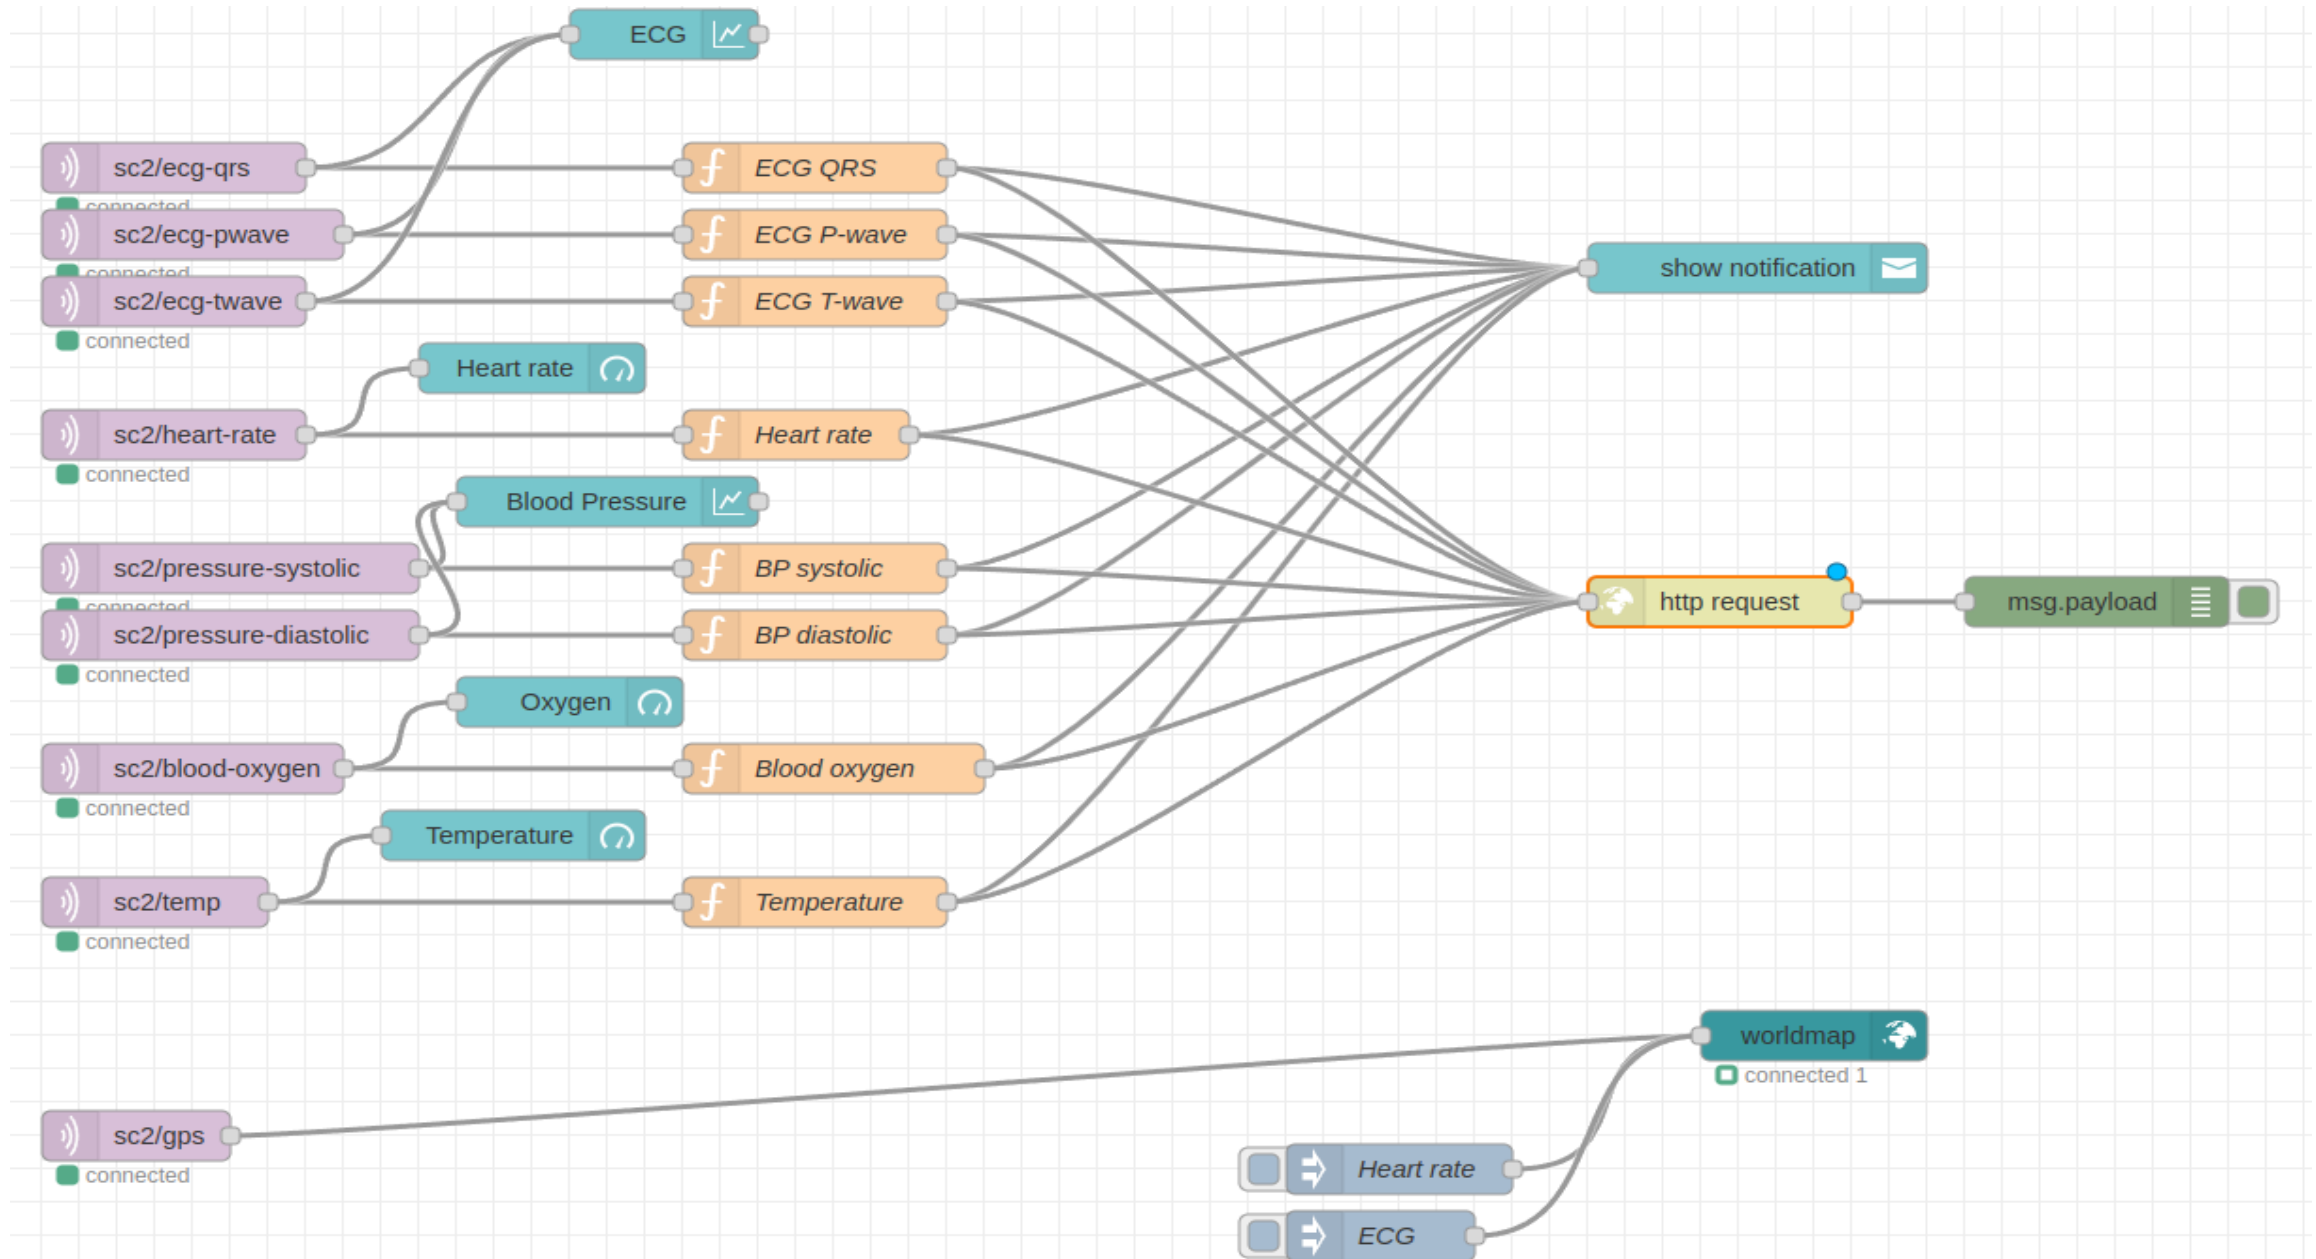 ECG
sc2/ecg-qrs
ECG QRS
connected
sc2/ecg-pwave
ECG P-wave
connected
show notification
sc2/ecg-twave
ECG T-wave
connected
Heart rate
sc2/heart-rate
Heart rate
connected
Blood Pressure
sc2/pressure-systolic
BP systolic
connected
http request
msg.payload
sc2/pressure-diastolic
BP diastolic
connected
Oxygen
sc2/blood-oxygen
Blood oxygen
connected
Temperature
sc2/temp
Temperature
connected
worldmap
connected 1
sc2/gps
connected
Heart rate
ECG